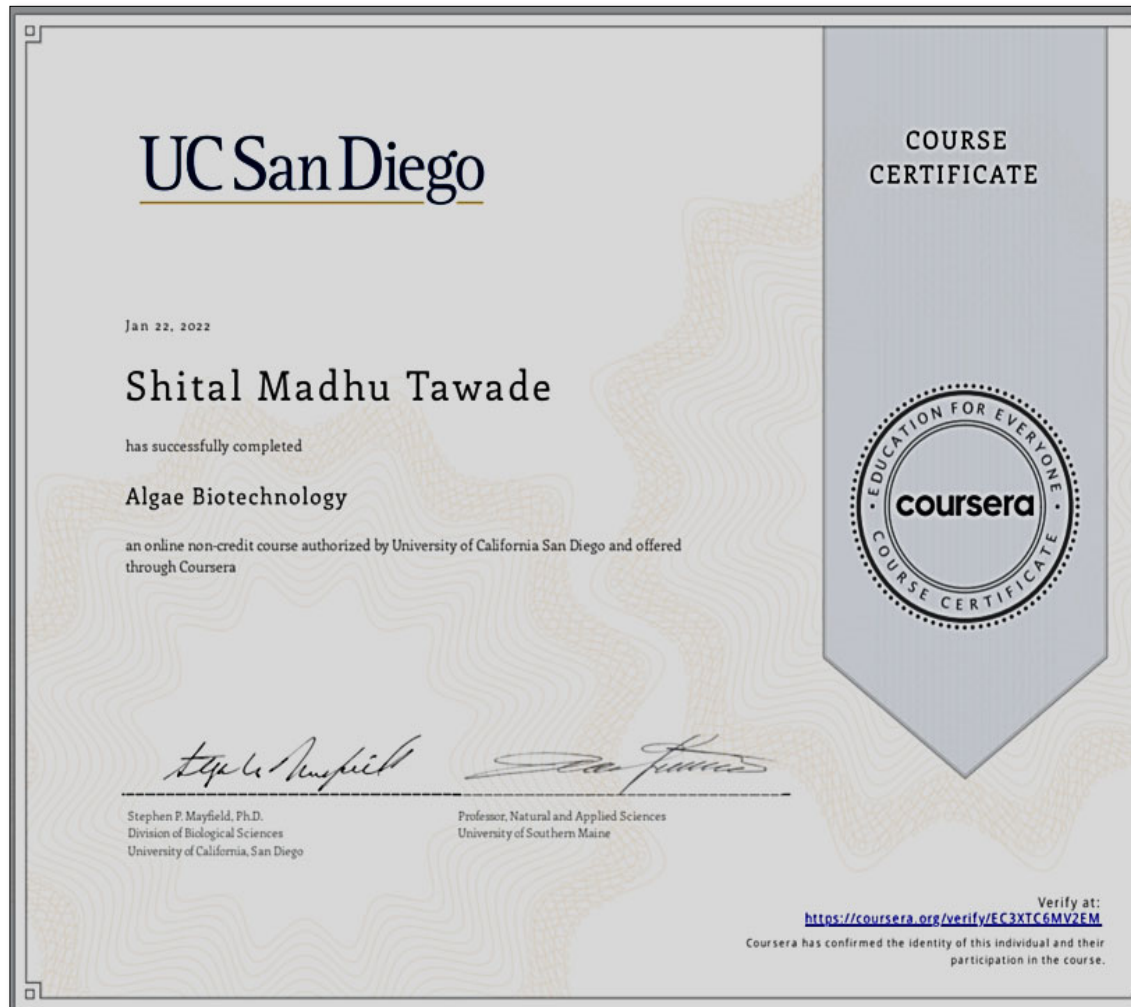 UC San Diego
COURSE
CERTIFICATE
Jan 22, 2022
Shital Madhu Tawade
has successfully completed
Algae Biotechnology
an online non-credit course authorized by University of California San Diego and offered
through Coursera
EDUCATION FOR EVERYONE
coursera
COURSE CERTIFICATE
Stephen P. Mayfield, Ph.D.
Division of Biological Sciences
University of California, San Diego
Professor, Natural and Applied Sciences
University of Southern Maine
Verify at:
https://coursera.org/verify/EC3XTC6MV2EM
Coursera has confirmed the identity of this individual and their
participation in the course.